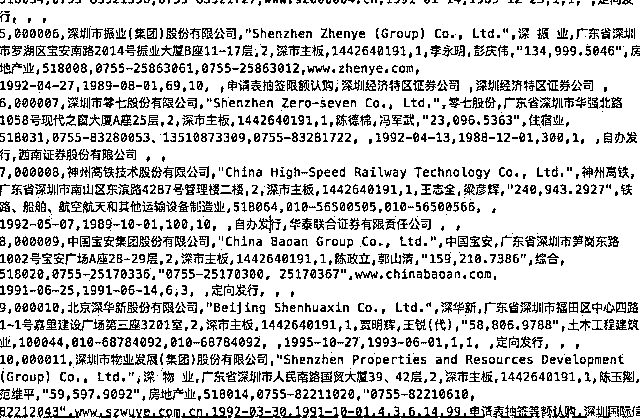 行, , ,
5,000006,深圳市振业(集团)股份有限公司,"Shenzhen Zhenye (Group) Co., Ltd.",深 振 业,广东省深圳
市罗湖区宝安南路2014号振业大厦B座11-17层,2,深市主板,1442640191,1,李永明,彭庆伟,"134,999.5046",房
地产业,518008,0755-25863061,0755-25863012,www.zhenye.com,
1992-04-27,1989-08-01,69,10, ,申请表抽签限额认购,深圳经济特区证券公司 ,深圳经济特区证券公司 ,
6,000007,深圳市零七股份有限公司,"Shenzhen Zero-seven Co., Ltd.",零七股份,广东省深圳市华强北路
1058号现代之窗大厦A座25层,2,深市主板,1442640191,1,陈德棉,冯军武,"23,096.5363",住宿业,
518031,0755-83280053、13510873309,0755-83281722, ,1992-04-13,1988-12-01,300,1, ,自办发
行,西南证券股份有限公司 , ,
7,000008,神州高铁技术股份有限公司,"China High-Speed Railway Technology Co., Ltd.",神州高铁,
广东省深圳市南山区东滨路4287号管理楼二楼,2,深市主板,1442640191,1,王志全,梁彦辉,"240,943.2927",铁
路、船舶、航空航天和其他运输设备制造业,518064,010-56500505,010-56500566, ,
1992-05-07,1989-10-01,100,10, ,自办发行,华泰联合证券有限责任公司 , ,
8,000009,中国宝安集团股份有限公司,"China Baoan Group Co., Ltd.",中国宝安,广东省深圳市笋岗东路
1002号宝安广场A座28-29层,2,深市主板,1442640191,1,陈政立,郭山清,"159,210.7386",综合,
518020,0755-25170336,"0755-25170300, 25170367",www.chinabaoan.com,
1991-06-25,1991-06-14,6,3, ,定向发行, , ,
9,000010,北京深华新股份有限公司,"Beijing Shenhuaxin Co., Ltd.",深华新,广东省深圳市福田区中心四路
1-1号嘉里建设广场第三座3201室,2,深市主板,1442640191,1,贾明辉,王锐(代),"58,806.9788",土木工程建筑
业,100044,010-68784092,010-68784092, ,1995-10-27,1993-06-01,1,1, ,定向发行, , ,
10,000011,深圳市物业发展(集团)股份有限公司,"Shenzhen Properties and Resources Development
(Group) Co., Ltd.",深 物 业,广东省深圳市人民南路国贸大厦39、42层,2,深市主板,1442640191,1,陈玉刚,
范维平,"59,597.9092",房地产业,518014,0755-82211020,"0755-82210610,
82212043",www.szwuye.com.cn,1992-03-30,1991-10-01,4.3,6,14.99,申请表抽签等额认购,深圳国际信